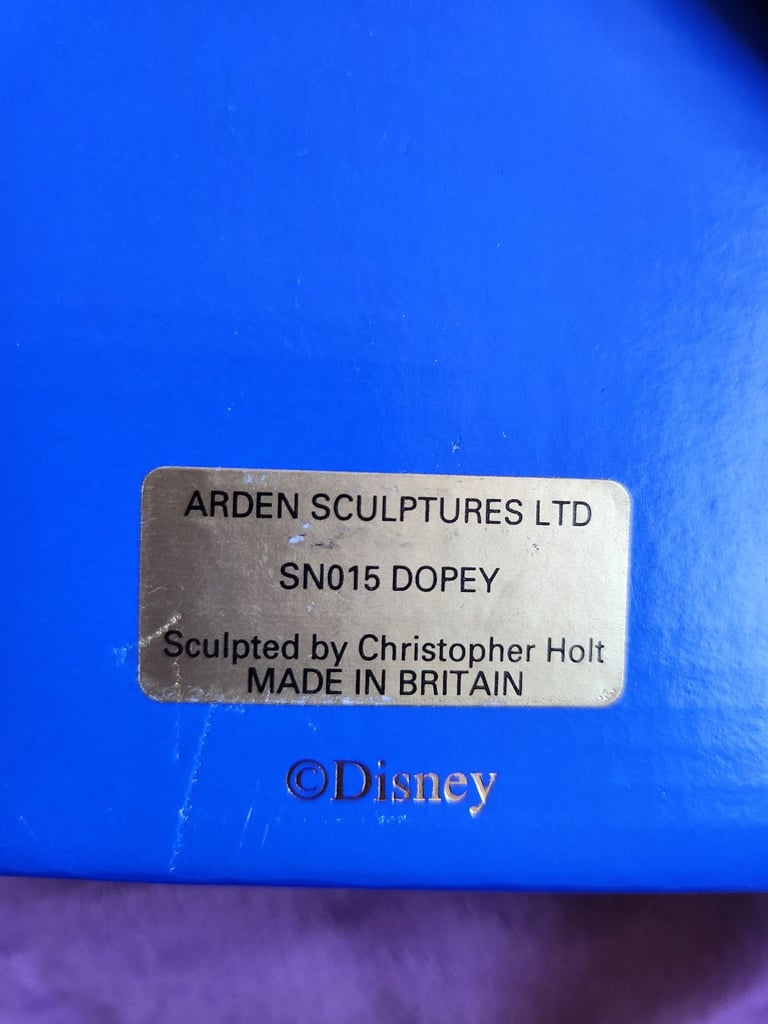 ARDEN SCULPTURES LTD
SN015 DOPEY
Sculpted by Christopher Holt
MADE IN BRITAIN
©Disney